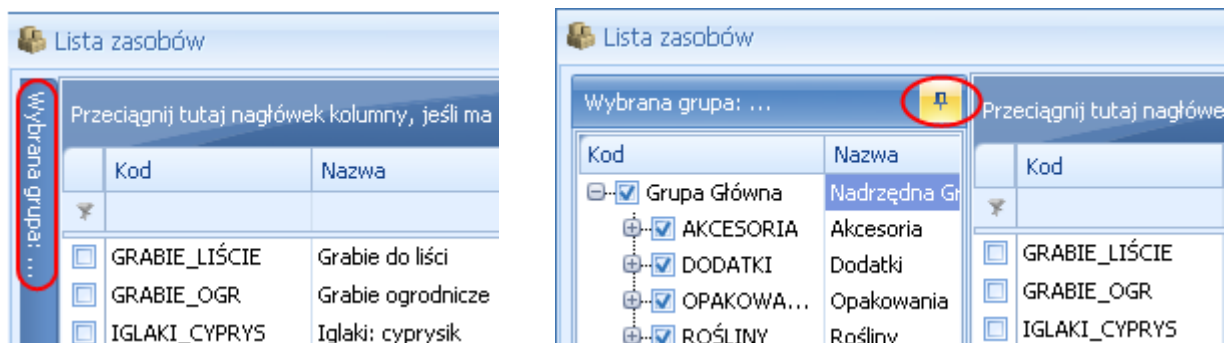 Lista zasobów
Wybrana grupa: ...
Przeciągnij tutaj nagłówek kolumny, jeśli ma
Kod Nazwa
GRABIE_LIŚCIE Grabie do liści
GRABIE_OGR Grabie ogrodnicze
IGLAKI_CYPRYS Iglaki: cyprysik
Lista zasobów
Wybrana grupa: ...
Kod Nazwa
Grupa Główna Nadrzędna Gr
AKCESORIA Akcesoria
DODATKI Dodatki
OPAKOWA... Opakowania
ROŚLINY Rośliny
Przeciągnij tutaj nagłówe
Kod
GRABIE_LIŚCIE
GRABIE_OGR
IGLAKI_CYPRYS